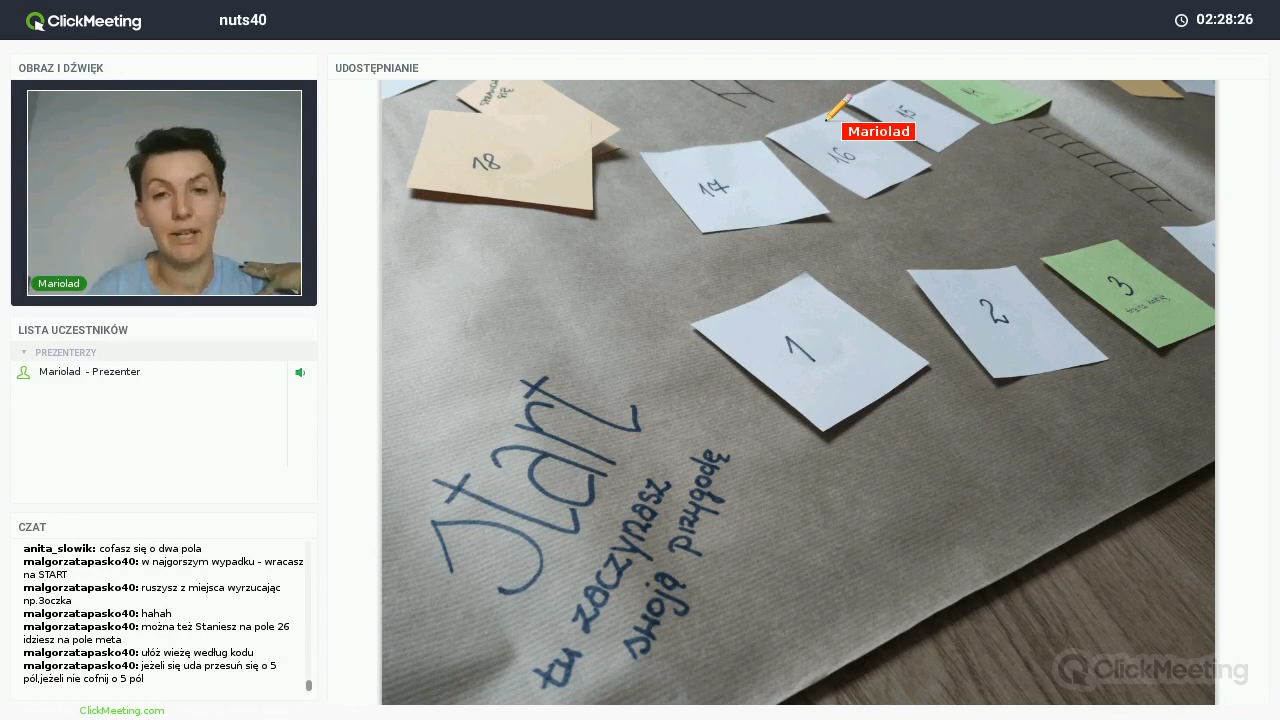 ClickMeeting
nuts40
02:28:26
OBRAZ I DŹWIĘK
Mariolad
LISTA UCZESTNIKÓW
PREZENTERZY
Mariolad - Prezenter
CZAT
anita_slowik: cofasz się o dwa pola
malgorzatapasko40: w najgorszym wypadku - wracasz
na START
malgorzatapasko40: ruszysz z miejsca wyrzucając
np.3oczka
malgorzatapasko40: hahah
malgorzatapasko40: można też Staniesz na pole 26
idziesz na pole meta
malgorzatapasko40: ułóż wieżę według kodu
malgorzatapasko40: jeżeli się uda przesuń się o 5
pól,jeżeli nie cofnij o 5 pól
ClickMeeting.com
UDOSTĘPNIANIE
18
17
16
15
Mariolad
1
2
3
Start
tu zaczynasz
swoją przygodę
ClickMeeting